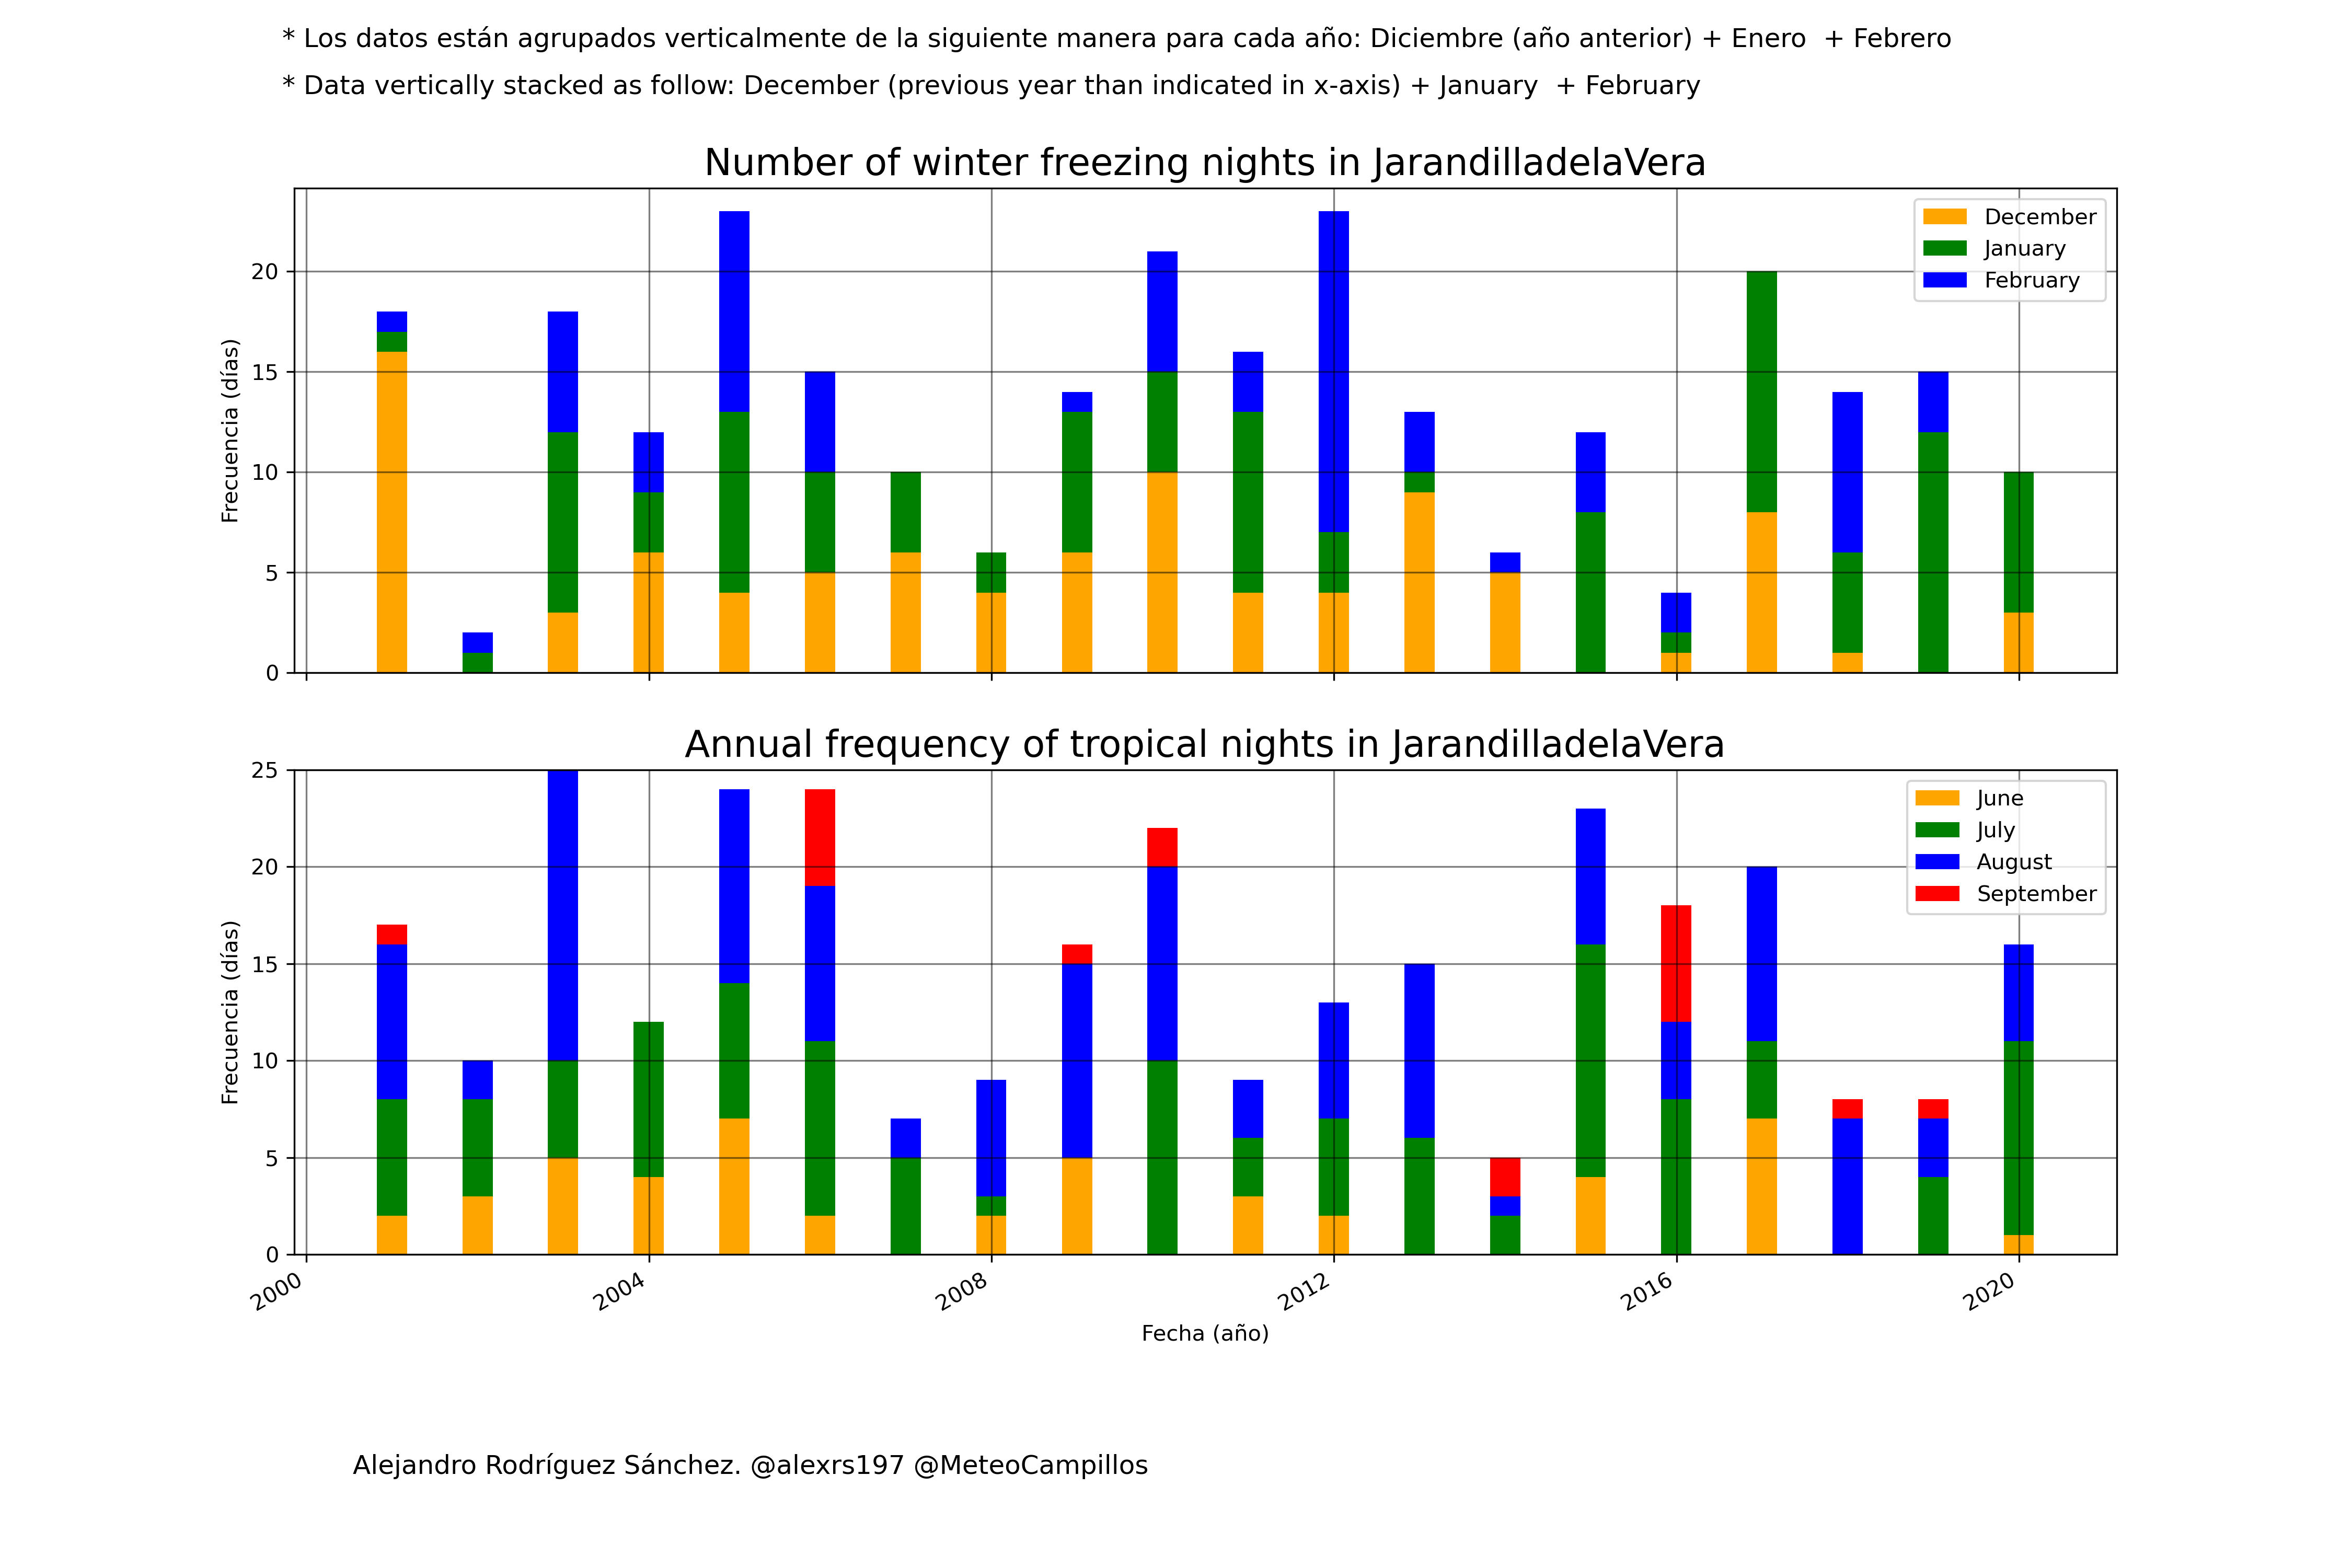 * Los datos están agrupados verticalmente de la siguiente manera para cada año: Diciembre (año anterior) + Enero  + Febrero
* Data vertically stacked as follow: December (previous year than indicated in x-axis) + January  + February
Number of winter freezing nights in JarandilladelaVera
Frecuencia (días)
20
15
10
5
0
December
January
February
Annual frequency of tropical nights in JarandilladelaVera
Frecuencia (días)
25
20
15
10
5
0
June
July
August
September
2000 2004 2008 2012 2016 2020
Fecha (año)
Alejandro Rodríguez Sánchez. @alexrs197 @MeteoCampillos